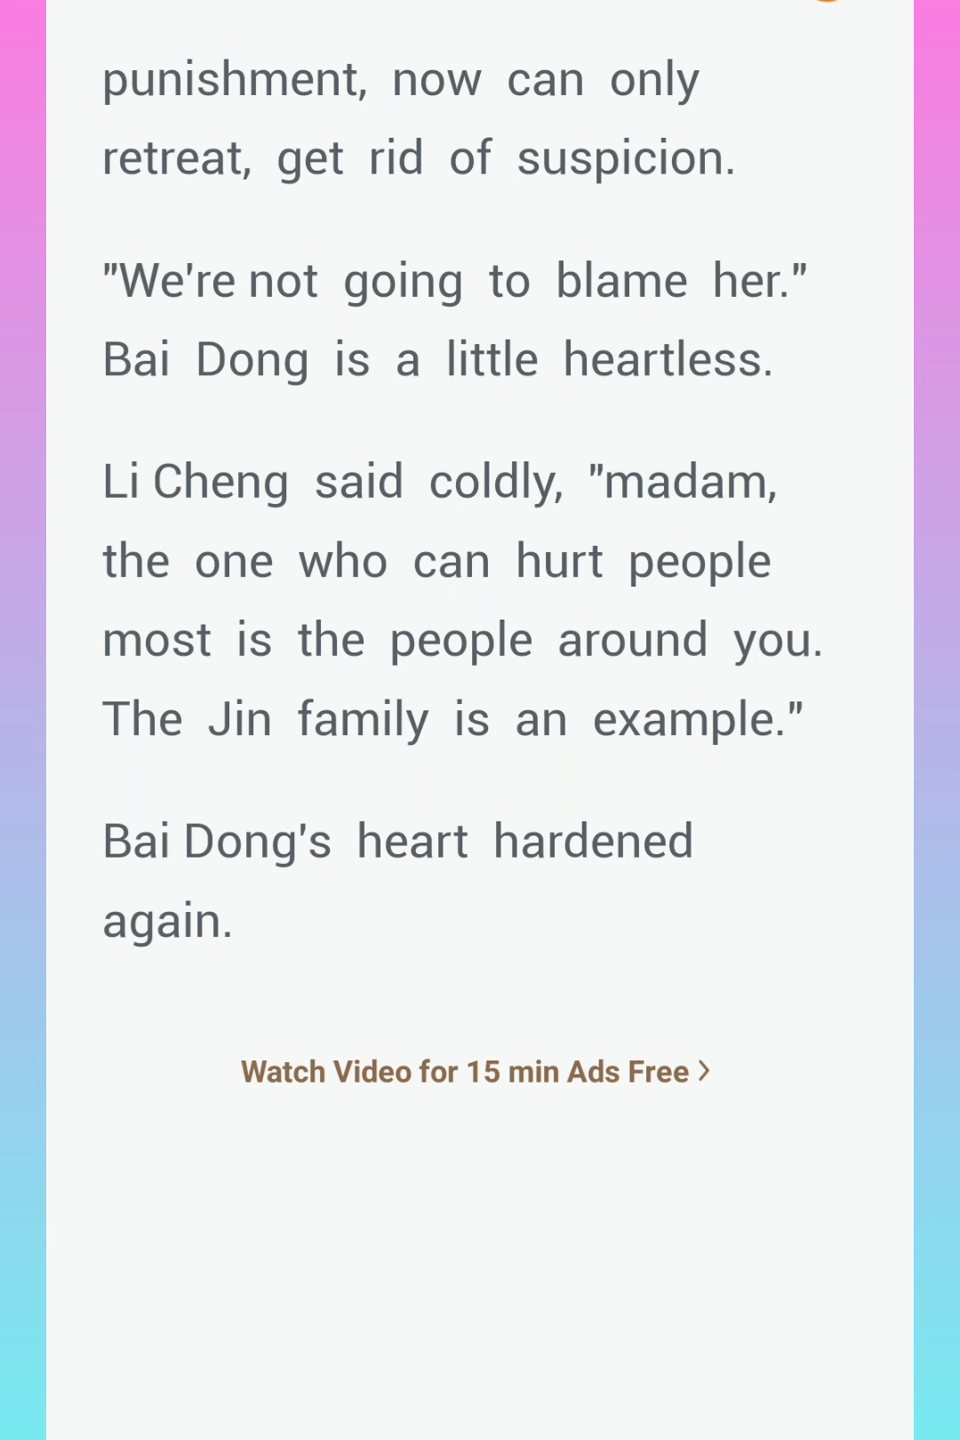 punishment, now can only
retreat, get rid of suspicion.
"We're not going to blame her."
Bai Dong is a little heartless.
Li Cheng said coldly, "madam,
the one who can hurt people
most is the people around you.
The Jin family is an example."
Bai Dong's heart hardened
again.
Watch Video for 15 min Ads Free >